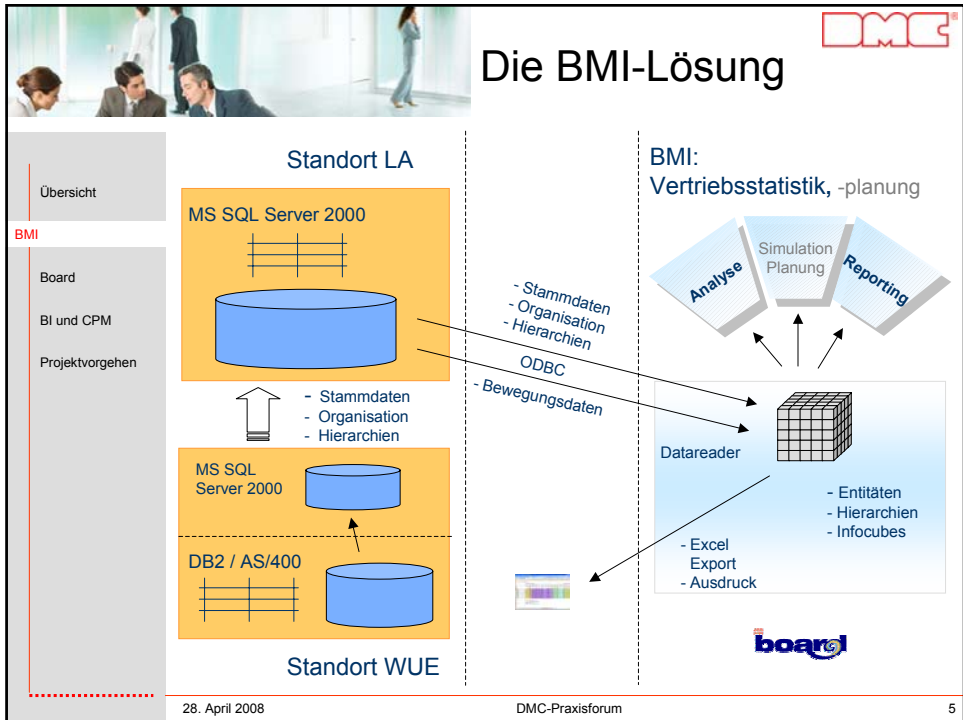 DMC
Die BMI-Lösung
Übersicht
BMI
Board
BI und CPM
Projektvorgehen
Standort LA
MS SQL Server 2000
- Stammdaten
- Organisation
- Hierarchien
MS SQL
Server 2000
DB2 / AS/400
Standort WUE
- Stammdaten
- Organisation
- Hierarchien
ODBC
- Bewegungsdaten
BMI:
Vertriebsstatistik, -planung
Analyse
Simulation
Planung
Reporting
Datareader
- Entitäten
- Hierarchien
- Infocubes
- Excel
Export
- Ausdruck
board
28. April 2008
DMC-Praxisforum
5